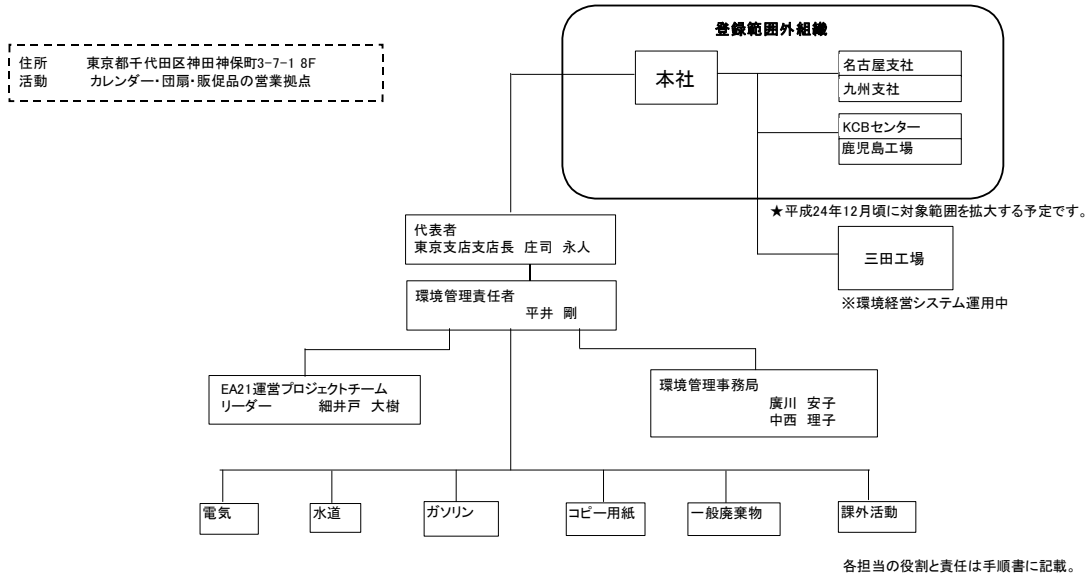 登録範囲外組織
住所 東京都千代田区神田神保町3-7-1 8F
活動 カレンダー・団扇・販促品の営業拠点
本社
名古屋支社
九州支社
KCBセンター
鹿児島工場
★平成24年12月頃に対象範囲を拡大する予定です。
代表者
東京支店支店長 庄司 永人
三田工場
※環境経営システム運用中
環境管理責任者
平井 剛
EA21運営プロジェクトチーム
リーダー 細井戸 大樹
環境管理事務局
廣川 安子
中西 理子
電気
水道
ガソリン
コピー用紙
一般廃棄物
課外活動
各担当の役割と責任は手順書に記載。